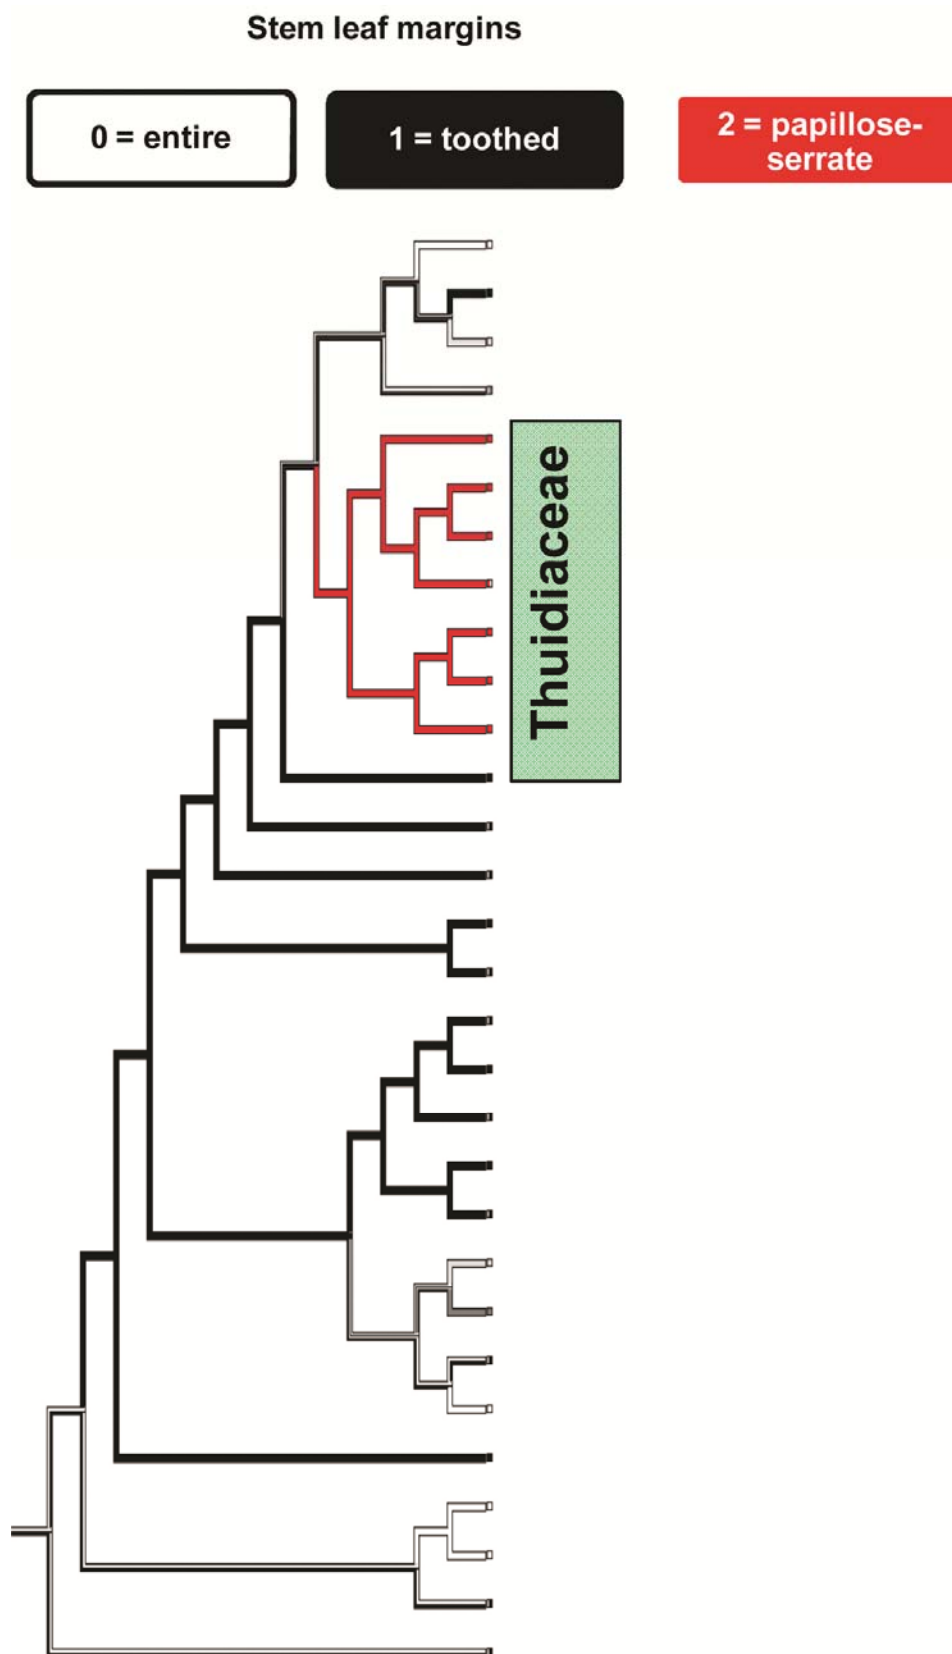 Stem leaf margins
0 = entire
1 = toothed
2 = papillose-
serrate
Thuidiaceae